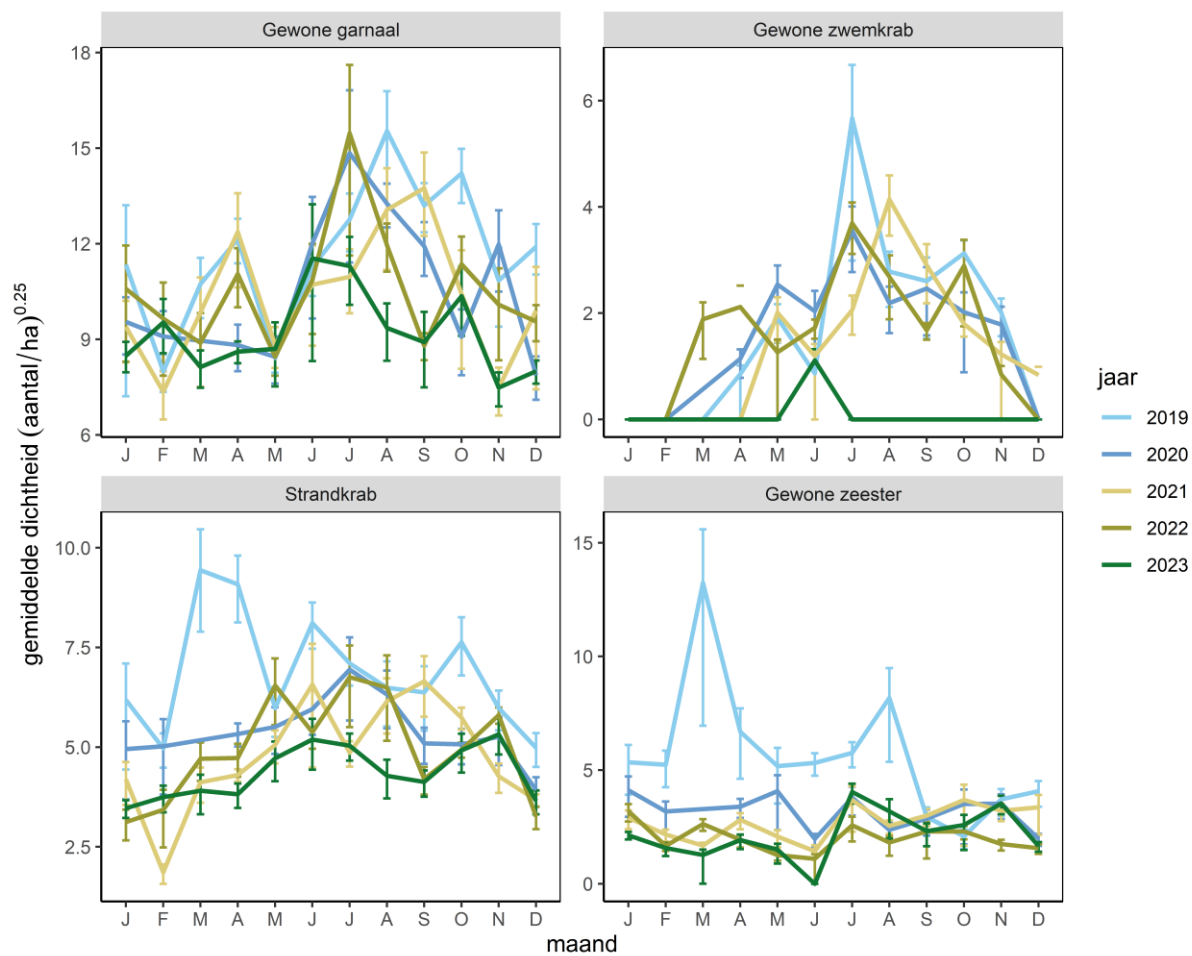 Gewone garnaal
Gewone zwemkrab
18
15
12
9
6
J F M A M J J A S O N D
6
4
2
0
J F M A M J J A S O N D
gemiddelde dichtheid (aantal/ha)^0.25
Strandkrab
Gewone zeester
10.0
7.5
5.0
2.5
J F M A M J J A S O N D
15
10
5
0
J F M A M J J A S O N D
maand
jaar
2019
2020
2021
2022
2023